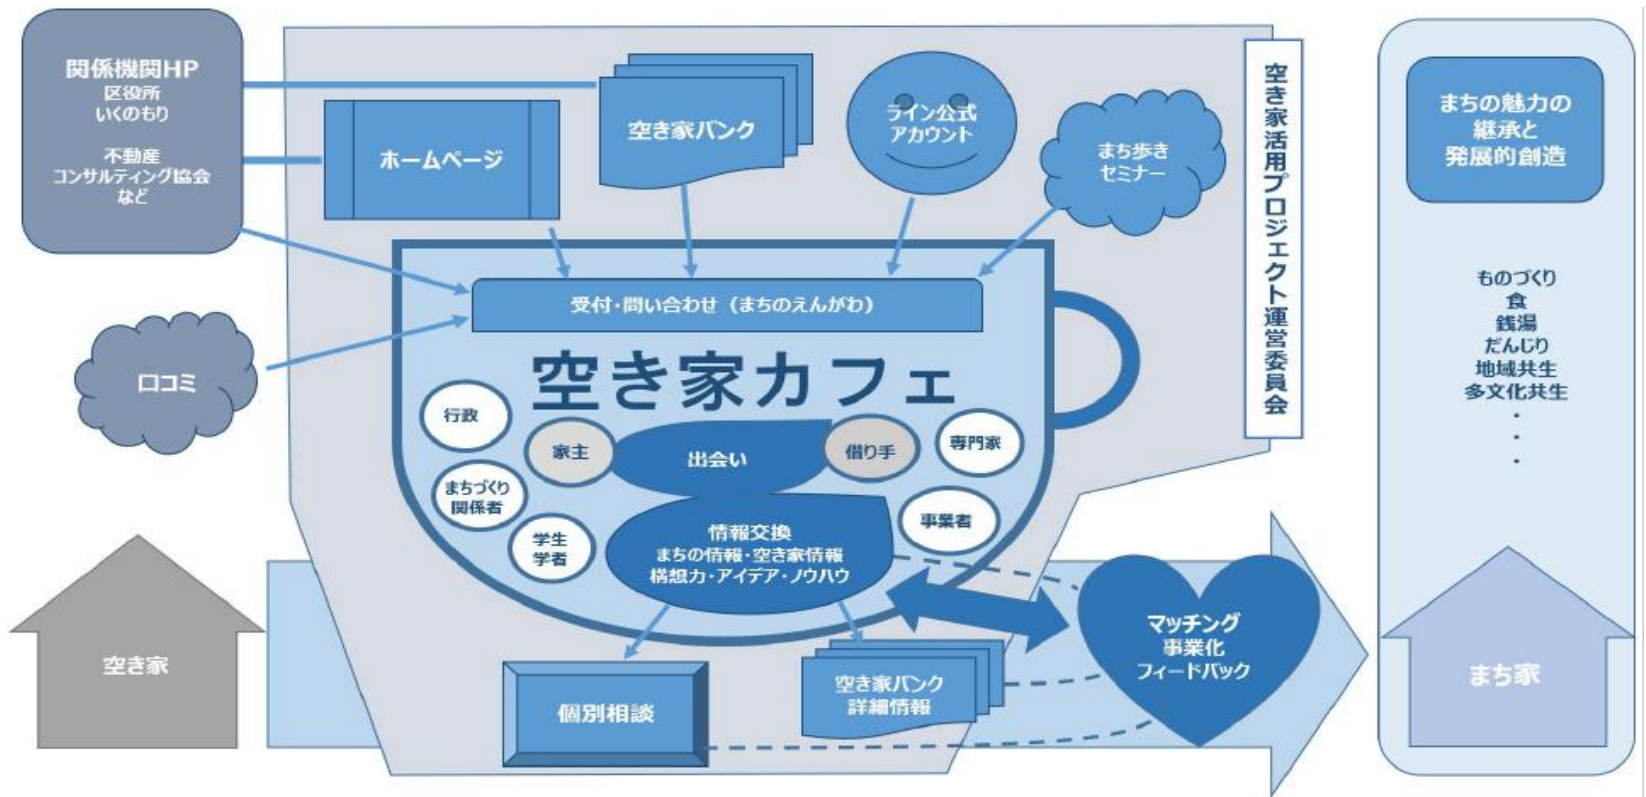 関係機関HP
区役所
いくのもり
不動産
コンサルティング協会
など
ホームページ
空き家バンク
ライン公式
アカウント
まち歩き
セミナー
空き家活用プロジェクト運営委員会
まちの魅力の
継承と
発展的創造
受付・問い合わせ（まちのえんがわ）
口コミ
空き家カフェ
行政
家主
出会い
借り手
専門家
まちづくり
関係者
学生
学者
事業者
情報交換
まちの情報・空き家情報
構想力・アイデア・ノウハウ
ものづくり
食
銭湯
だんじり
地域共生
多文化共生
・
・
・
空き家
個別相談
空き家バンク
詳細情報
マッチング
事業化
フィードバック
まち家